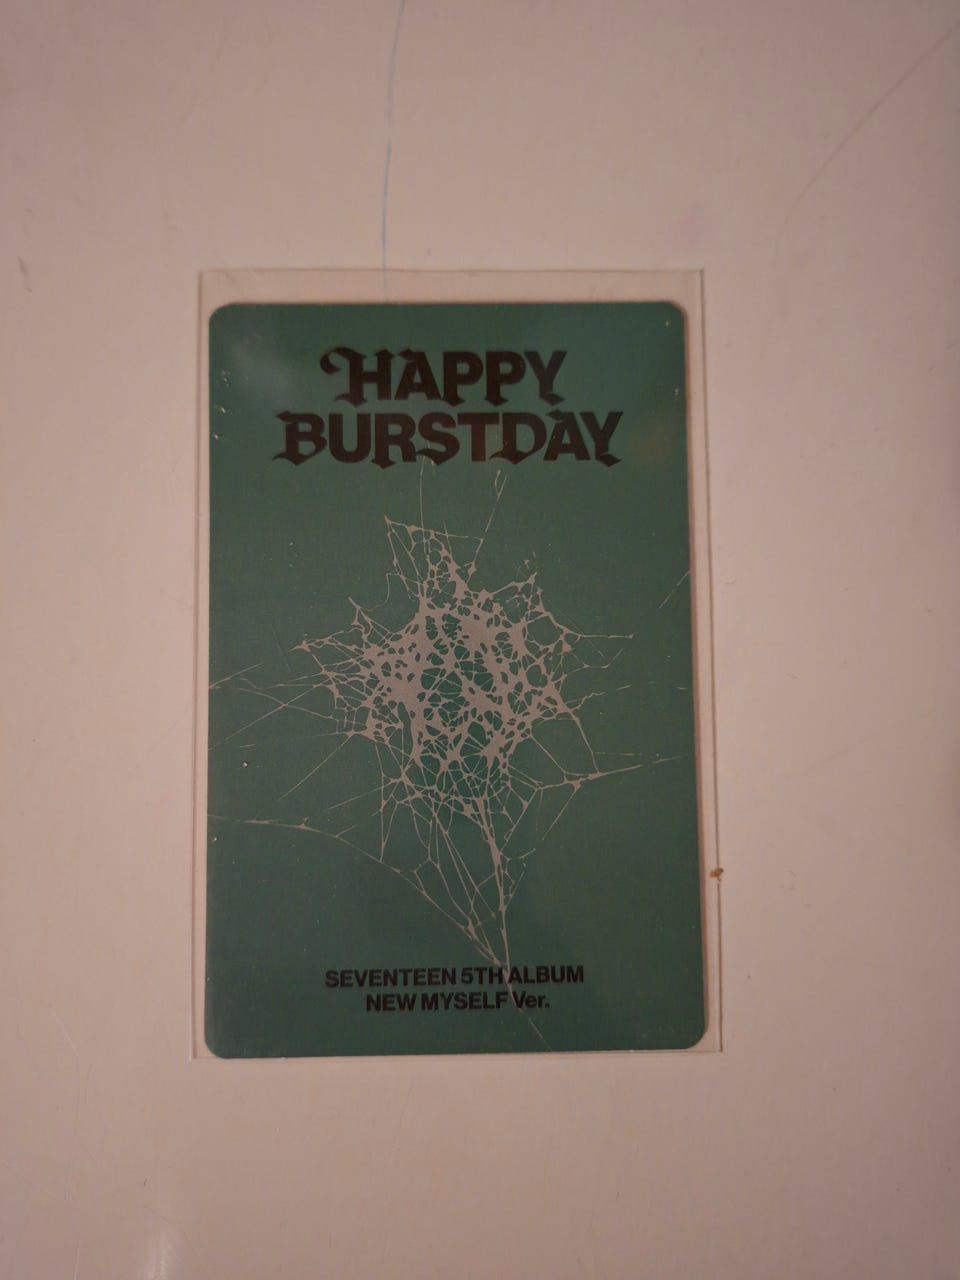 HAPPY
BURSTDAY
SEVENTEEN 5TH ALBUM
NEW MYSELF Ver.